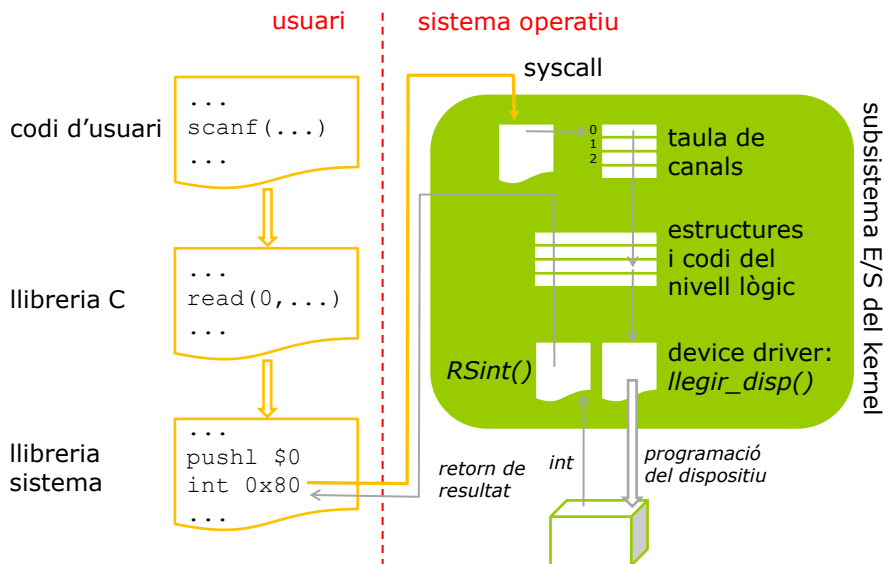 usuari
sistema operatiu
syscall
codi d'usuari
...
scanf(...)
...
0
1
2
taula de
canals
subsistema E/S del kernel
llibreria C
...
read(0,...)
...
estructures
i codi del
nivell lògic
RSint()
device driver:
llegir_disp()
llibreria
sistema
...
pushl $0
int 0x80
...
retorn de
resultat
int
programació
del dispositiu